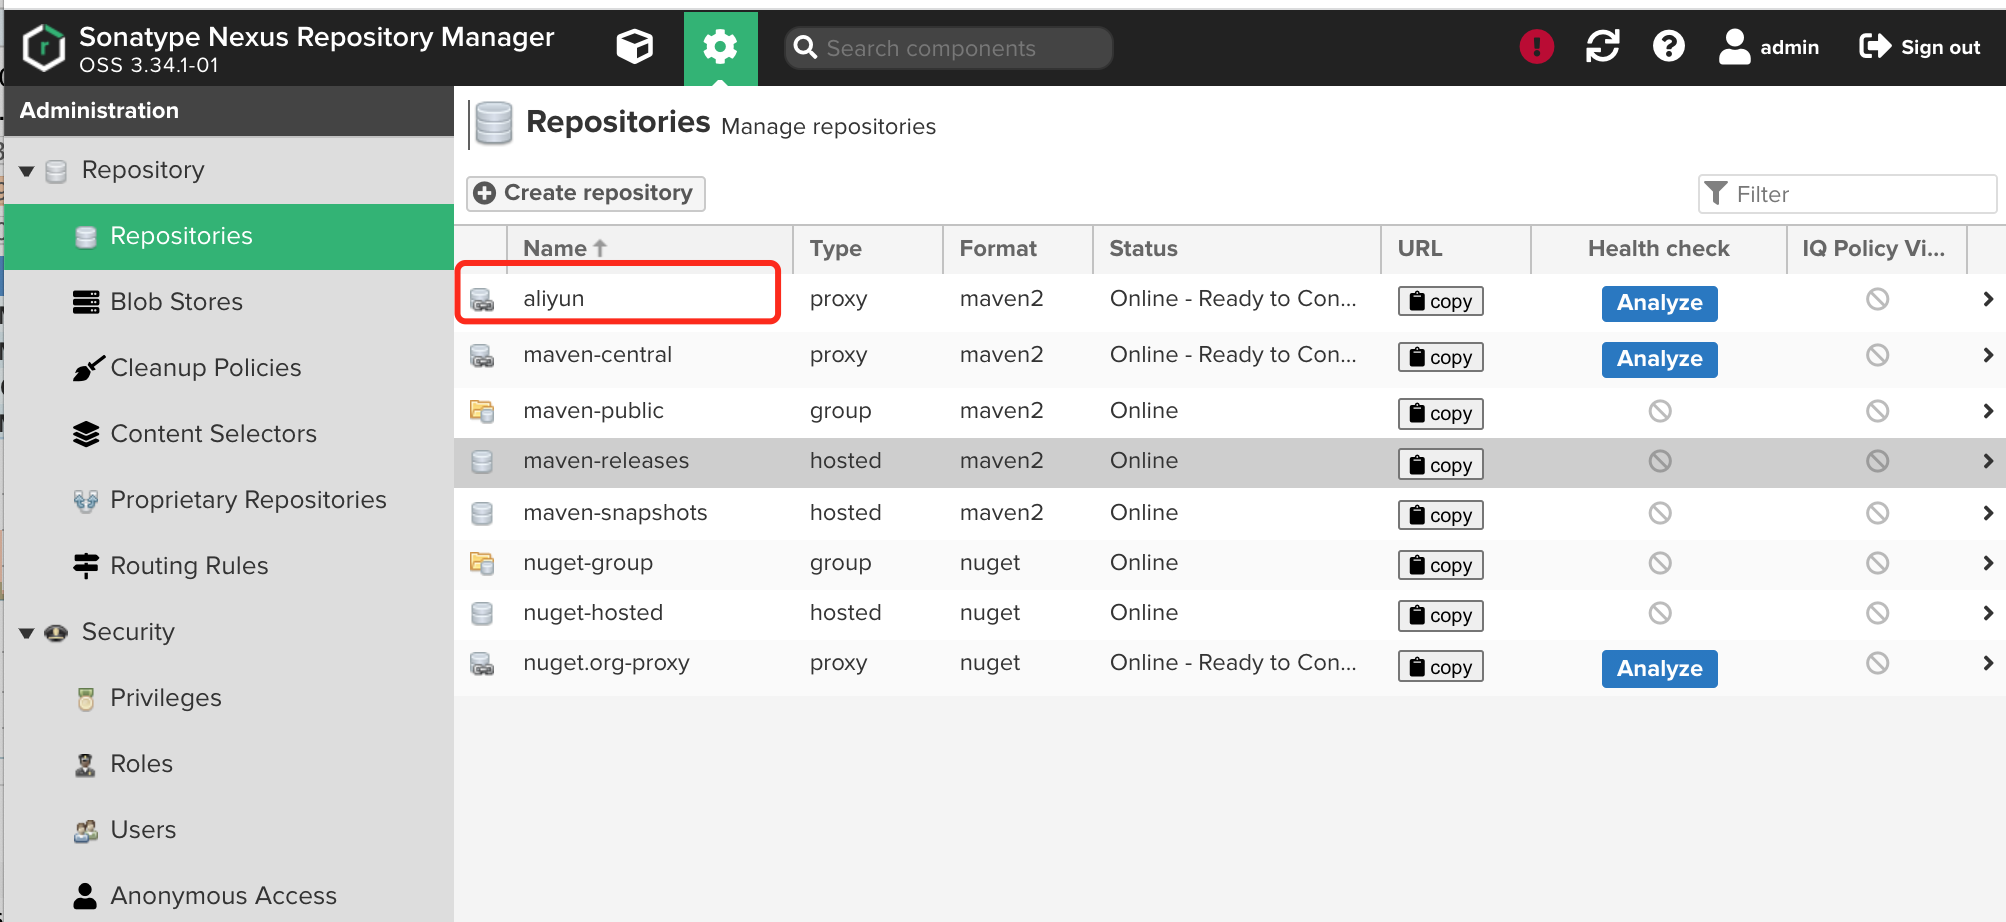 Sonatype Nexus Repository Manager
OSS 3.34.1-01
Search components
admin
Sign out
Administration
Repository
Repositories
Blob Stores
Cleanup Policies
Content Selectors
Proprietary Repositories
Routing Rules
Security
Privileges
Roles
Users
Anonymous Access
Repositories Manage repositories
Create repository
Filter
Name Type Format Status URL Health check IQ Policy Vi...
aliyun proxy maven2 Online - Ready to Con... copy Analyze
maven-central proxy maven2 Online - Ready to Con... copy Analyze
maven-public group maven2 Online copy
maven-releases hosted maven2 Online copy
maven-snapshots hosted maven2 Online copy
nuget-group group nuget Online copy
nuget-hosted hosted nuget Online copy
nuget.org-proxy proxy nuget Online - Ready to Con... copy Analyze